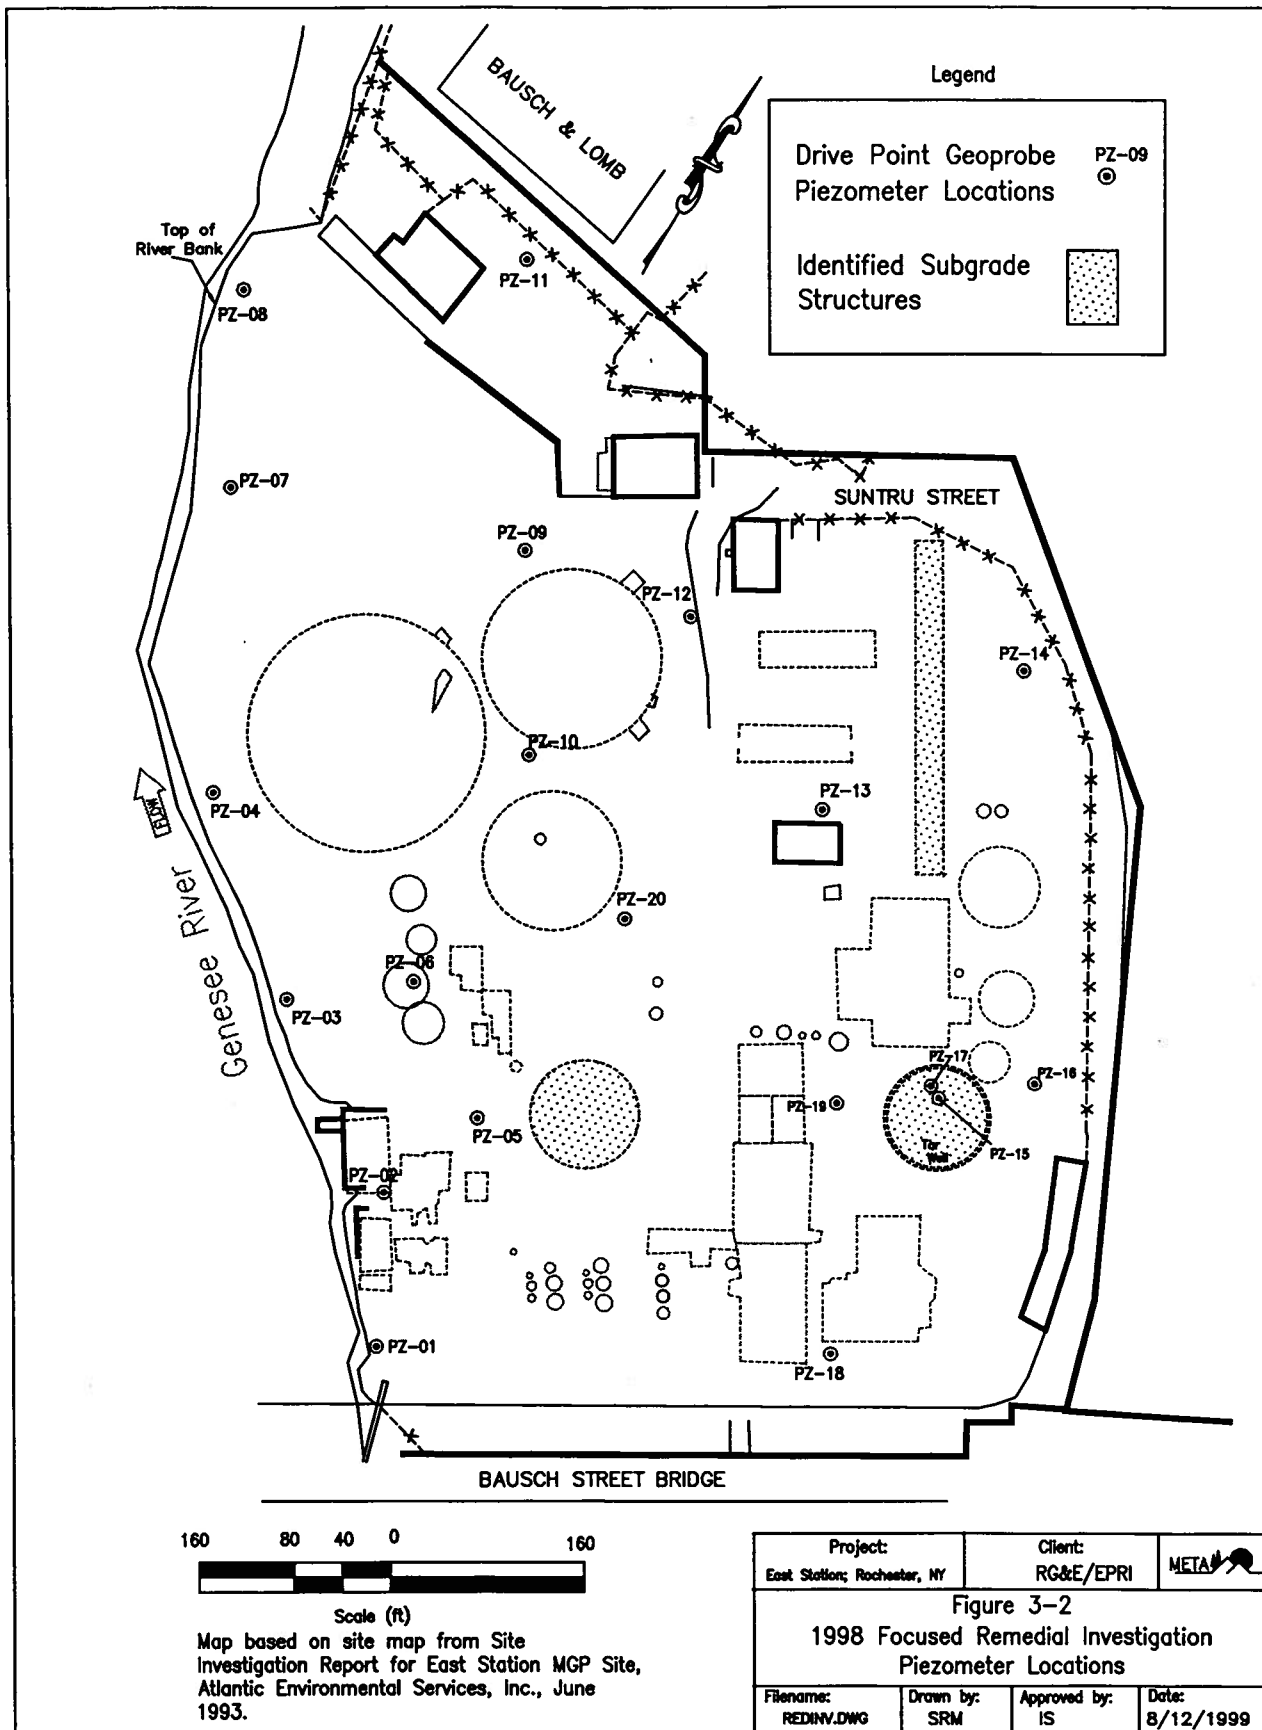 BAUSCH & LOMB
Legend
Drive Point Geoprobe
Piezometer Locations
PZ-09
Identified Subgrade
Structures
Top of
River Bank
PZ-08
PZ-11
PZ-07
SUNTRU STREET
PZ-09
PZ-12
PZ-14
PZ-10
PZ-04
FLOW
PZ-13
Genesee River
PZ-20
PZ-06
PZ-03
PZ-17
PZ-16
PZ-19
PZ-05
Tar
Well
PZ-15
PZ-02
PZ-01
PZ-18
BAUSCH STREET BRIDGE
160 80 40 0 160
Scale (ft)
Map based on site map from Site
Investigation Report for East Station MGP Site,
Atlantic Environmental Services, Inc., June
1993.
Project:
East Station; Rochester, NY
Client:
RG&E/EPRI
META
Figure 3-2
1998 Focused Remedial Investigation
Piezometer Locations
Filename:
REDINV.DWG
Drawn by:
SRM
Approved by:
IS
Date:
8/12/1999